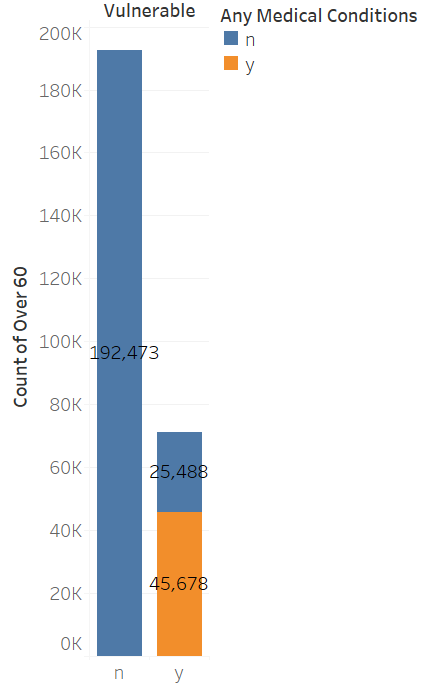 Vulnerable
Any Medical Conditions
n
y
200K
180K
160K
140K
120K
100K
80K
60K
40K
20K
0K
Count of Over 60
192,473
25,488
45,678
n
y